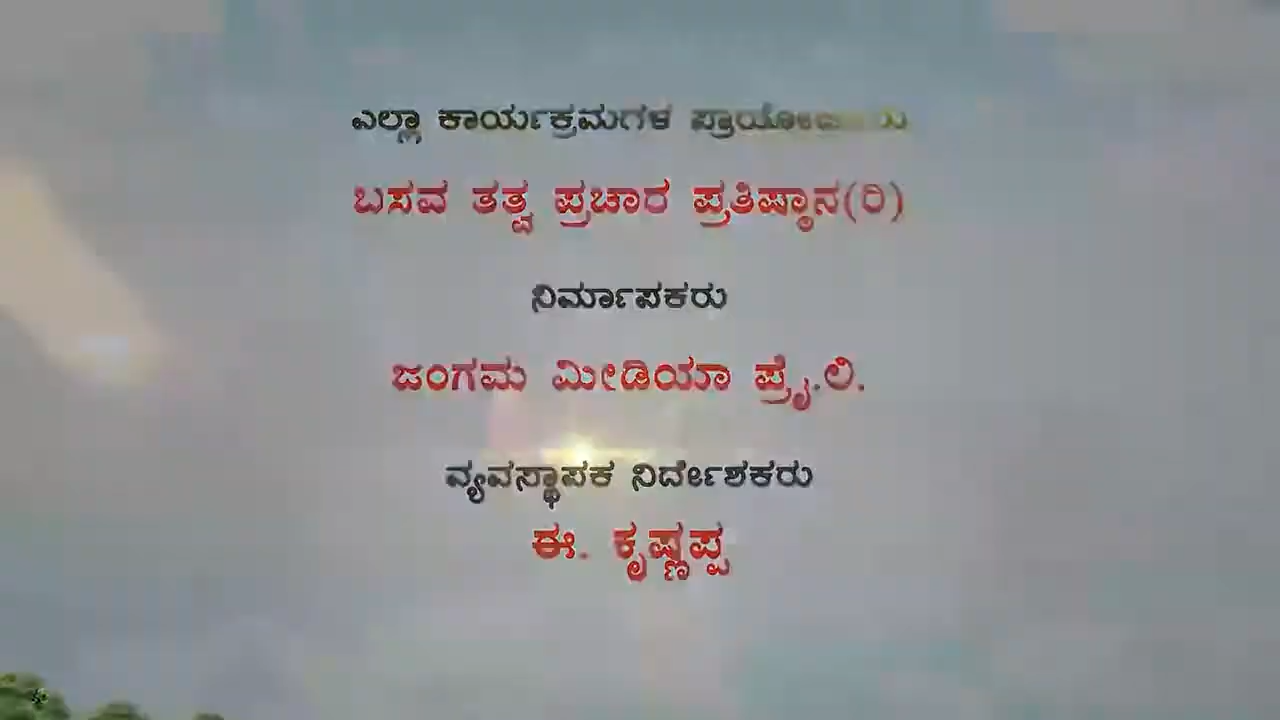 ಎಲ್ಲಾ ಕಾರ್ಯಕ್ರಮಗಳ
ಬಸವ ತತ್ವ ಪ್ರಚಾರ ಪ್ರತಿಷ್ಠಾನ(ರಿ)
ನಿರ್ಮಾಪಕರು
ಜಂಗಮ ಮೀಡಿಯಾ ಪ್ರೈ.ಲಿ.
ವ್ಯವಸ್ಥಾಪಕ ನಿರ್ದೇಶಕರು
ಈ. ಕೃಷ್ಣಪ್ಪ